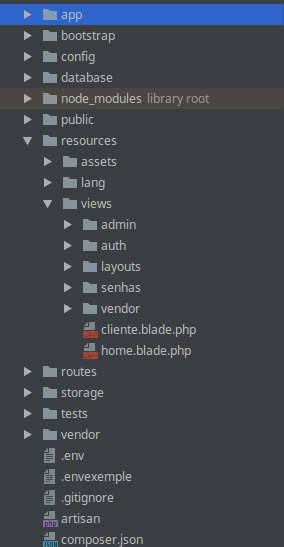 app
bootstrap
config
database
node_modules library root
public
resources
assets
lang
views
admin
auth
layouts
senhas
vendor
cliente.blade.php
home.blade.php
routes
storage
tests
vendor
.env
.envexemple
.gitignore
artisan
composer.json